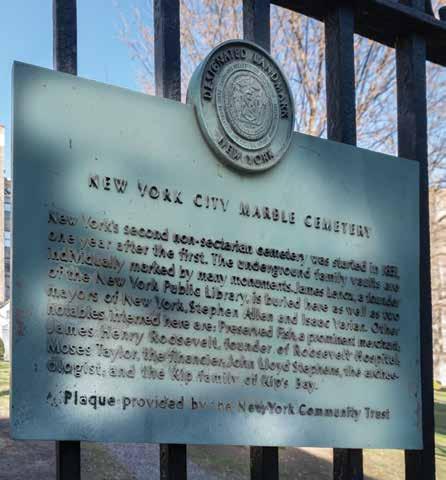 DESIGNATED LANDMARK
NEW YORK
NEW YORK CITY MARBLE CEMETERY
New York's second non-sectarian cemetery was started in 1831,
one year after the first. The underground family vaults are
individually marked by many monuments. James Lenox, a founder
of the New York Public Library, is buried here as well as two
mayors of New York, Stephen Allen and Isaac Varian. Other
notables interred here are: Preserved Fish, a prominent merchant,
James Henry Roosevelt, founder of Roosevelt Hospital,
Moses Taylor, the financier, John Lloyd Stephens, the archae-
ologist; and the Kip family of Kip's Bay.
Plaque provided by the New York Community Trust